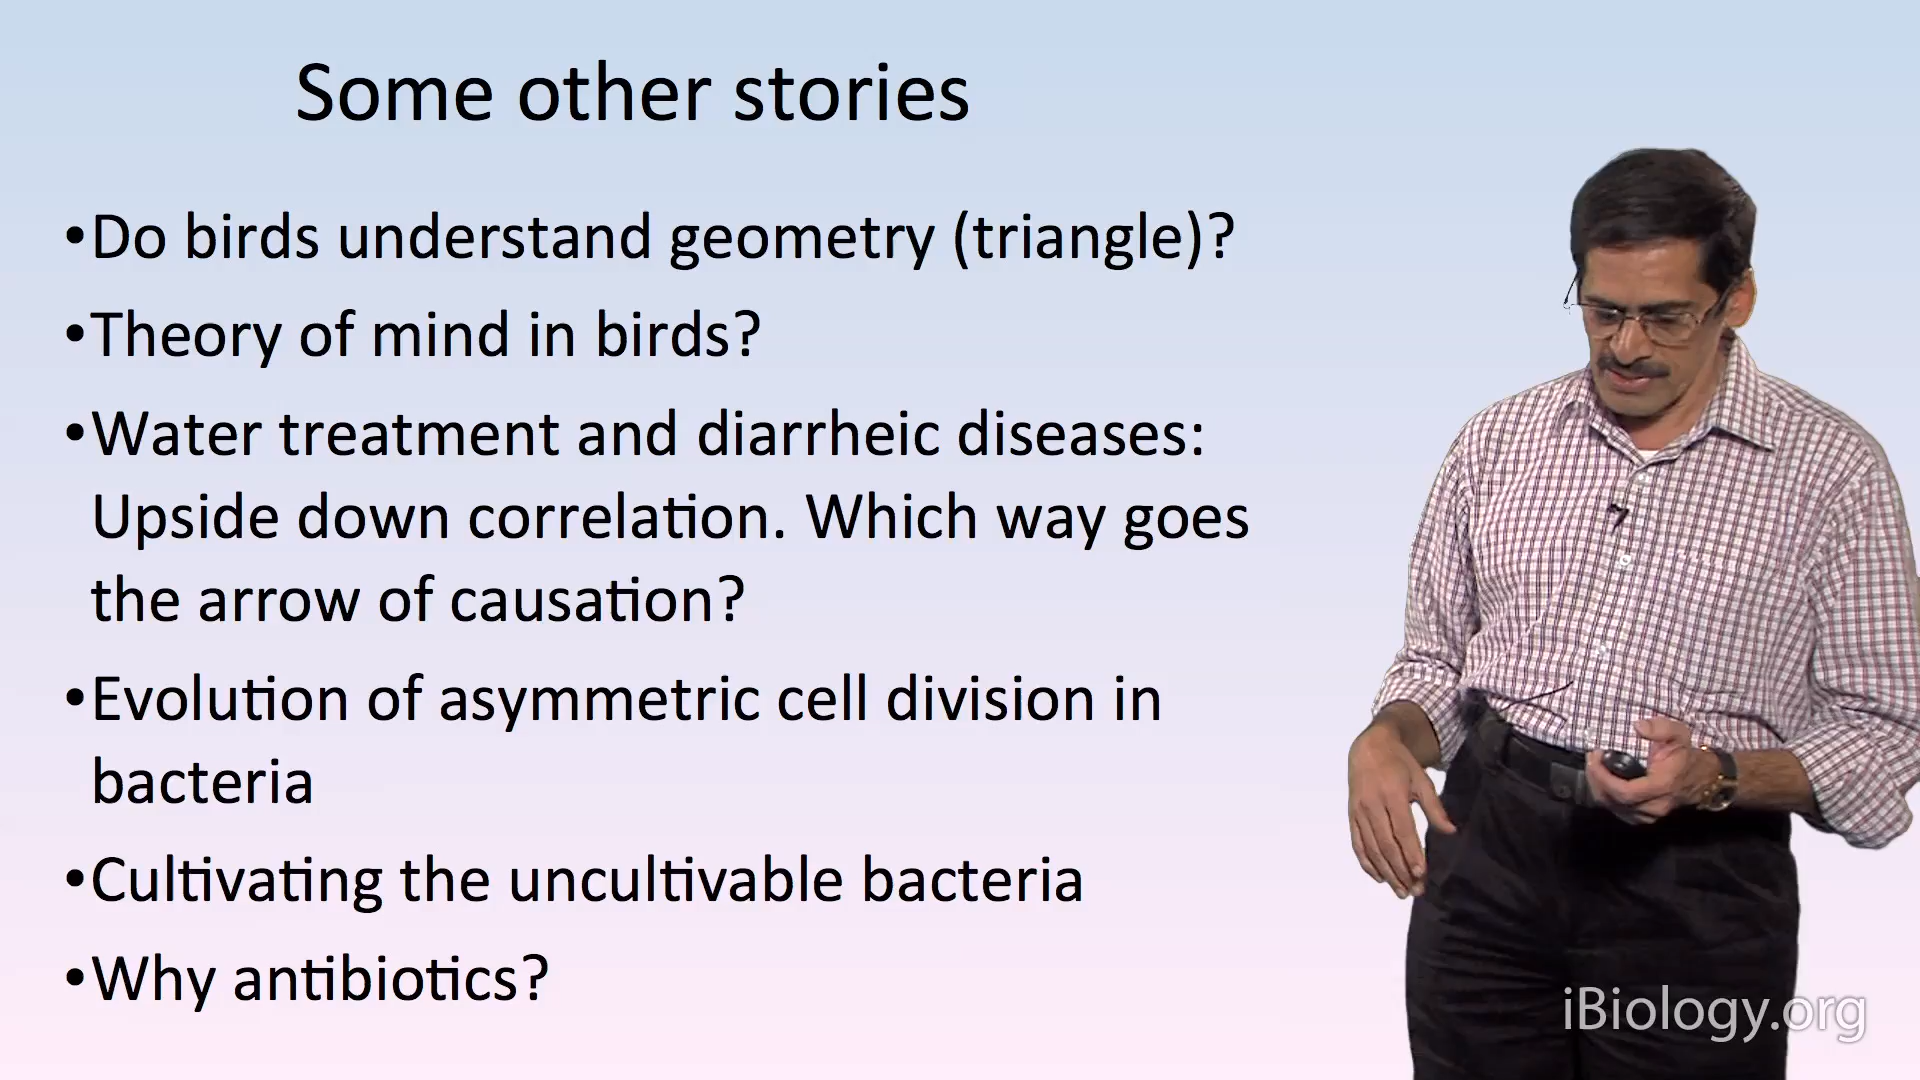 Some other stories
•Do birds understand geometry (triangle)?
•Theory of mind in birds?
•Water treatment and diarrheic diseases:
Upside down correlation. Which way goes
the arrow of causation?
•Evolution of asymmetric cell division in
bacteria
•Cultivating the uncultivable bacteria
•Why antibiotics?
iBiology.org